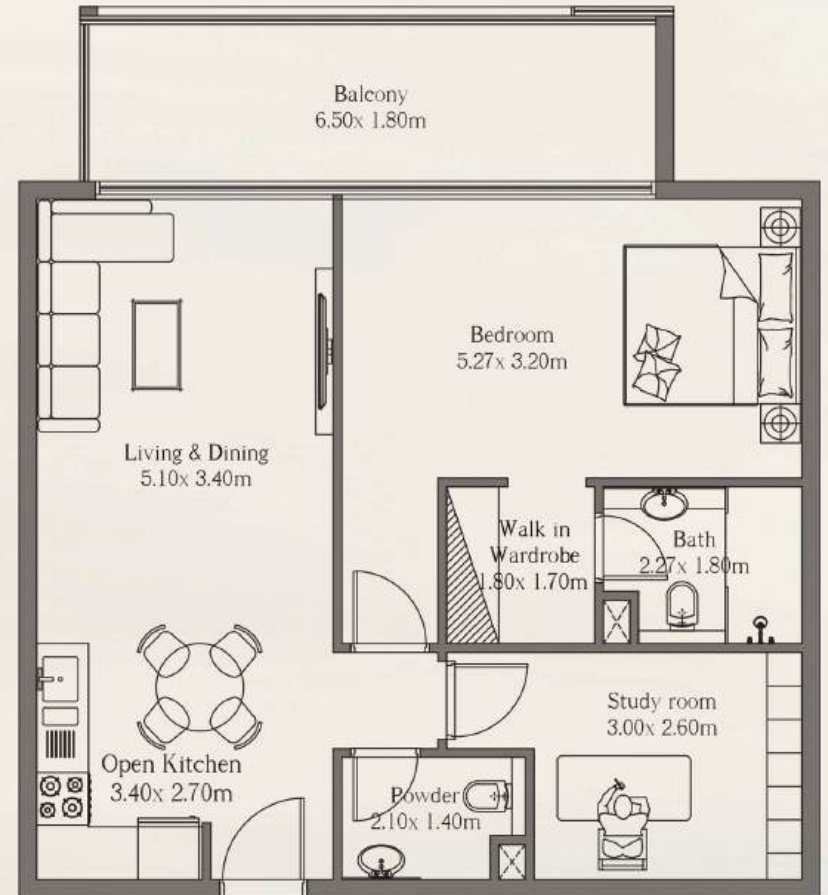 Balcony
6.50x 1.80m
Bedroom
5.27x 3.20m
Living & Dining
5.10x 3.40m
Walk in
Wardrobe
1.80x 1.70m
Bath
2.27x 1.80m
Study room
3.00x 2.60m
Open Kitchen
3.40x 2.70m
Powder
2.10x 1.40m